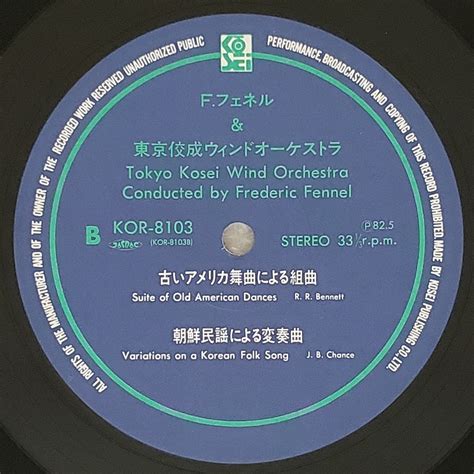 ALL RIGHTS OF THE MANUFACTURER AND OF THE OWNER OF THE RECORDED WORK RESERVED UNAUTHORIZED PUBLIC PERFORMANCE, BROADCASTING AND COPYING OF THIS RECORD PROHIBITED MADE BY KOSEI PUBLISHING CO., LTD.
KOSEI
F.フェネル
&
東京佼成ウィンドオーケストラ
Tokyo Kosei Wind Orchestra
Conducted by Frederic Fennel
B KOR-8103 Ⓟ82.5
JASRAC (KOR-8103B) STEREO 33⅓r.p.m.
古いアメリカ舞曲による組曲
Suite of Old American Dances R. R. Bennett
朝鮮民謡による変奏曲
Variations on a Korean Folk Song J. B. Chance